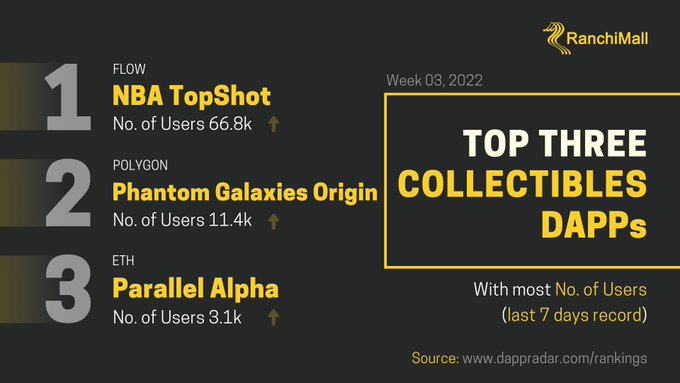 RanchiMall
Week 03, 2022
TOP THREE
COLLECTIBLES
DAPPs
1
FLOW
NBA TopShot
No. of Users 66.8k
2
POLYGON
Phantom Galaxies Origin
No. of Users 11.4k
3
ETH
Parallel Alpha
No. of Users 3.1k
With most No. of Users
(last 7 days record)
Source: www.dappradar.com/rankings